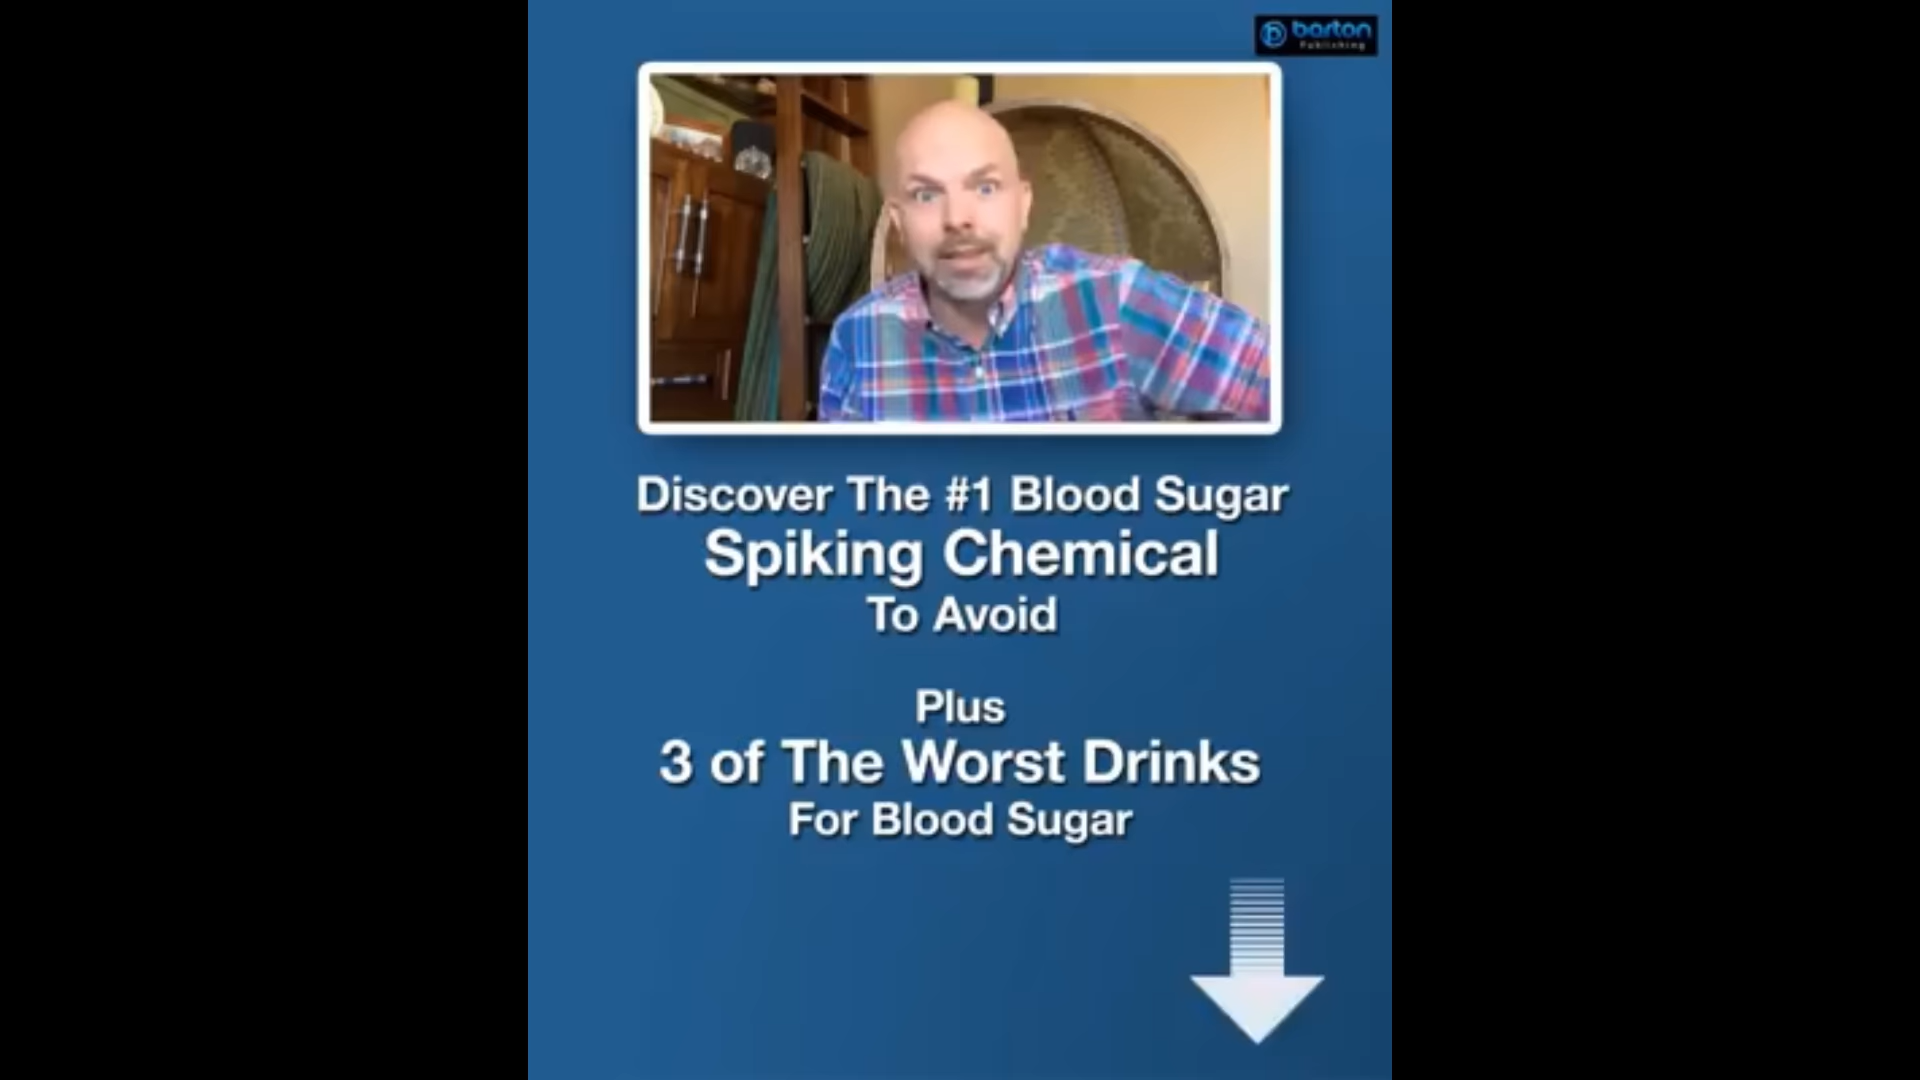 barton
Publishing
Discover The #1 Blood Sugar
Spiking Chemical
To Avoid
Plus
3 of The Worst Drinks
For Blood Sugar